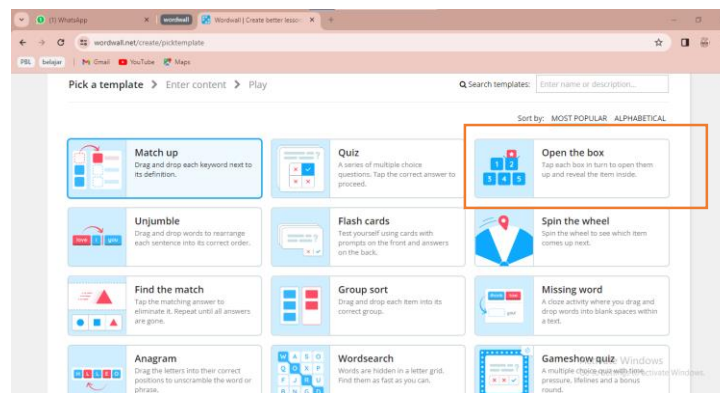 (1) WhatsApp
wordwall
Wordwall | Create better lesson
wordwall.net/create/picktemplate
PBL
belajar
Gmail
YouTube
Maps
Pick a template > Enter content > Play
Search templates:
Enter name or description...
Sort by: MOST POPULAR ALPHABETICAL
Match up
Drag and drop each keyword next to
its definition.
Quiz
A series of multiple choice
questions. Tap the correct answer to
proceed.
Open the box
Tap each box in turn to open them
up and reveal the item inside.
1 2
3 4 5
Unjumble
Drag and drop words to rearrange
each sentence into its correct order.
love I you
Flash cards
Test yourself using cards with
prompts on the front and answers
on the back.
Spin the wheel
Spin the wheel to see which item
comes up next.
Find the match
Tap the matching answer to
eliminate it. Repeat until all answers
are gone.
Group sort
Drag and drop each item into its
correct group.
Missing word
A cloze activity where you drag and
drop words into blank spaces within
a text.
Anagram
Drag the letters into their correct
positions to unscramble the word or
phrase.
Wordsearch
Words are hidden in a letter grid.
Find them as fast as you can.
Gameshow quiz
A multiple choice quiz with time
pressure, lifelines and a bonus
round.